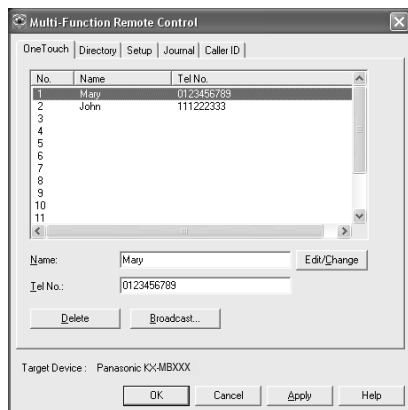 Multi-Function Remote Control
OneTouch Directory Setup Journal Caller ID
No. Name Tel No.
1 Mary 0123456789
2 John 111222333
3
4
5
6
7
8
9
10
11
Name: Mary Edit/Change
Tel No.: 0123456789
Delete Broadcast...
Target Device : Panasonic KX-MBXXX
OK Cancel Apply Help